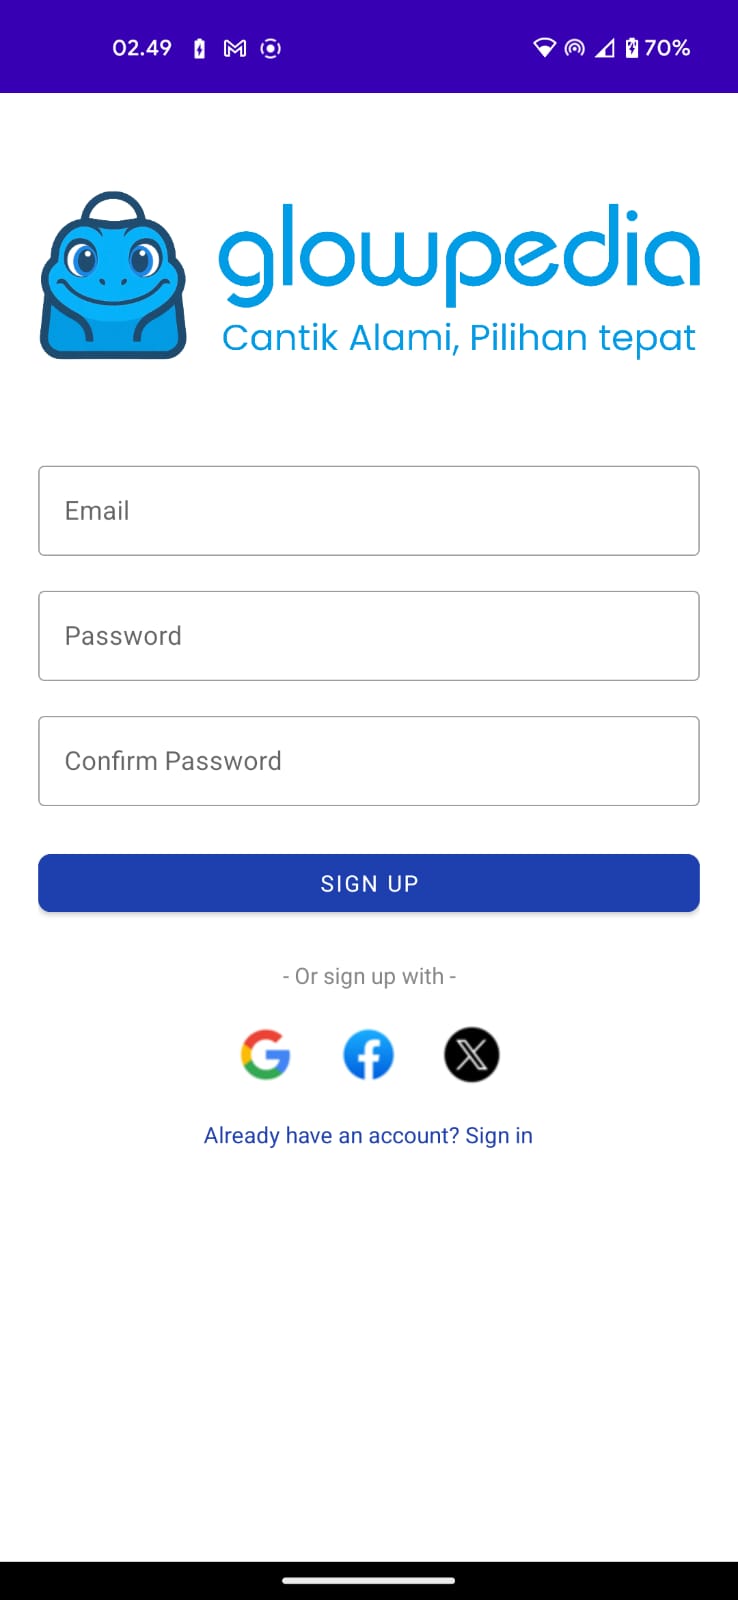 02.49 70%
glowpedia
Cantik Alami, Pilihan tepat
Email
Password
Confirm Password
SIGN UP
- Or sign up with -
Already have an account? Sign in